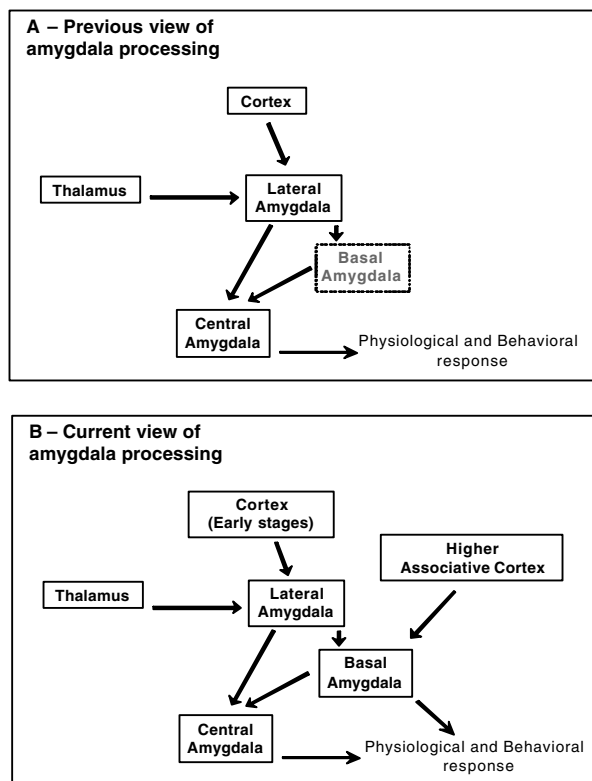 A – Previous view of
amygdala processing
Cortex
Thalamus
Lateral
Amygdala
Basal
Amygdala
Central
Amygdala
Physiological and Behavioral
response
B – Current view of
amygdala processing
Cortex
(Early stages)
Higher
Associative Cortex
Thalamus
Lateral
Amygdala
Basal
Amygdala
Central
Amygdala
Physiological and Behavioral
response